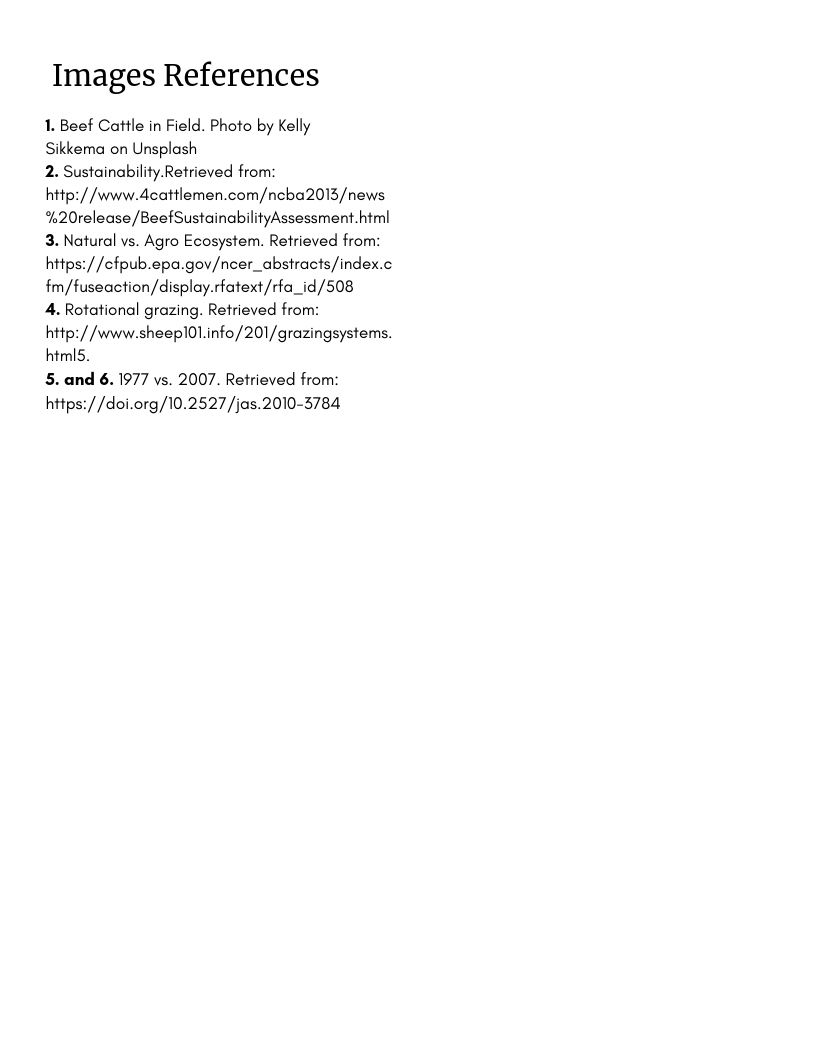 Images References
1. Beef Cattle in Field. Photo by Kelly
Sikkema on Unsplash
2. Sustainability.Retrieved from:
http://www.4cattlemen.com/ncba2013/news
%20release/BeefSustainabilityAssessment.html
3. Natural vs. Agro Ecosystem. Retrieved from:
https://cfpub.epa.gov/ncer_abstracts/index.c
fm/fuseaction/display.rfatext/rfa_id/508
4. Rotational grazing. Retrieved from:
http://www.sheep101.info/201/grazingsystems.
html5.
5. and 6. 1977 vs. 2007. Retrieved from:
https://doi.org/10.2527/jas.2010-3784